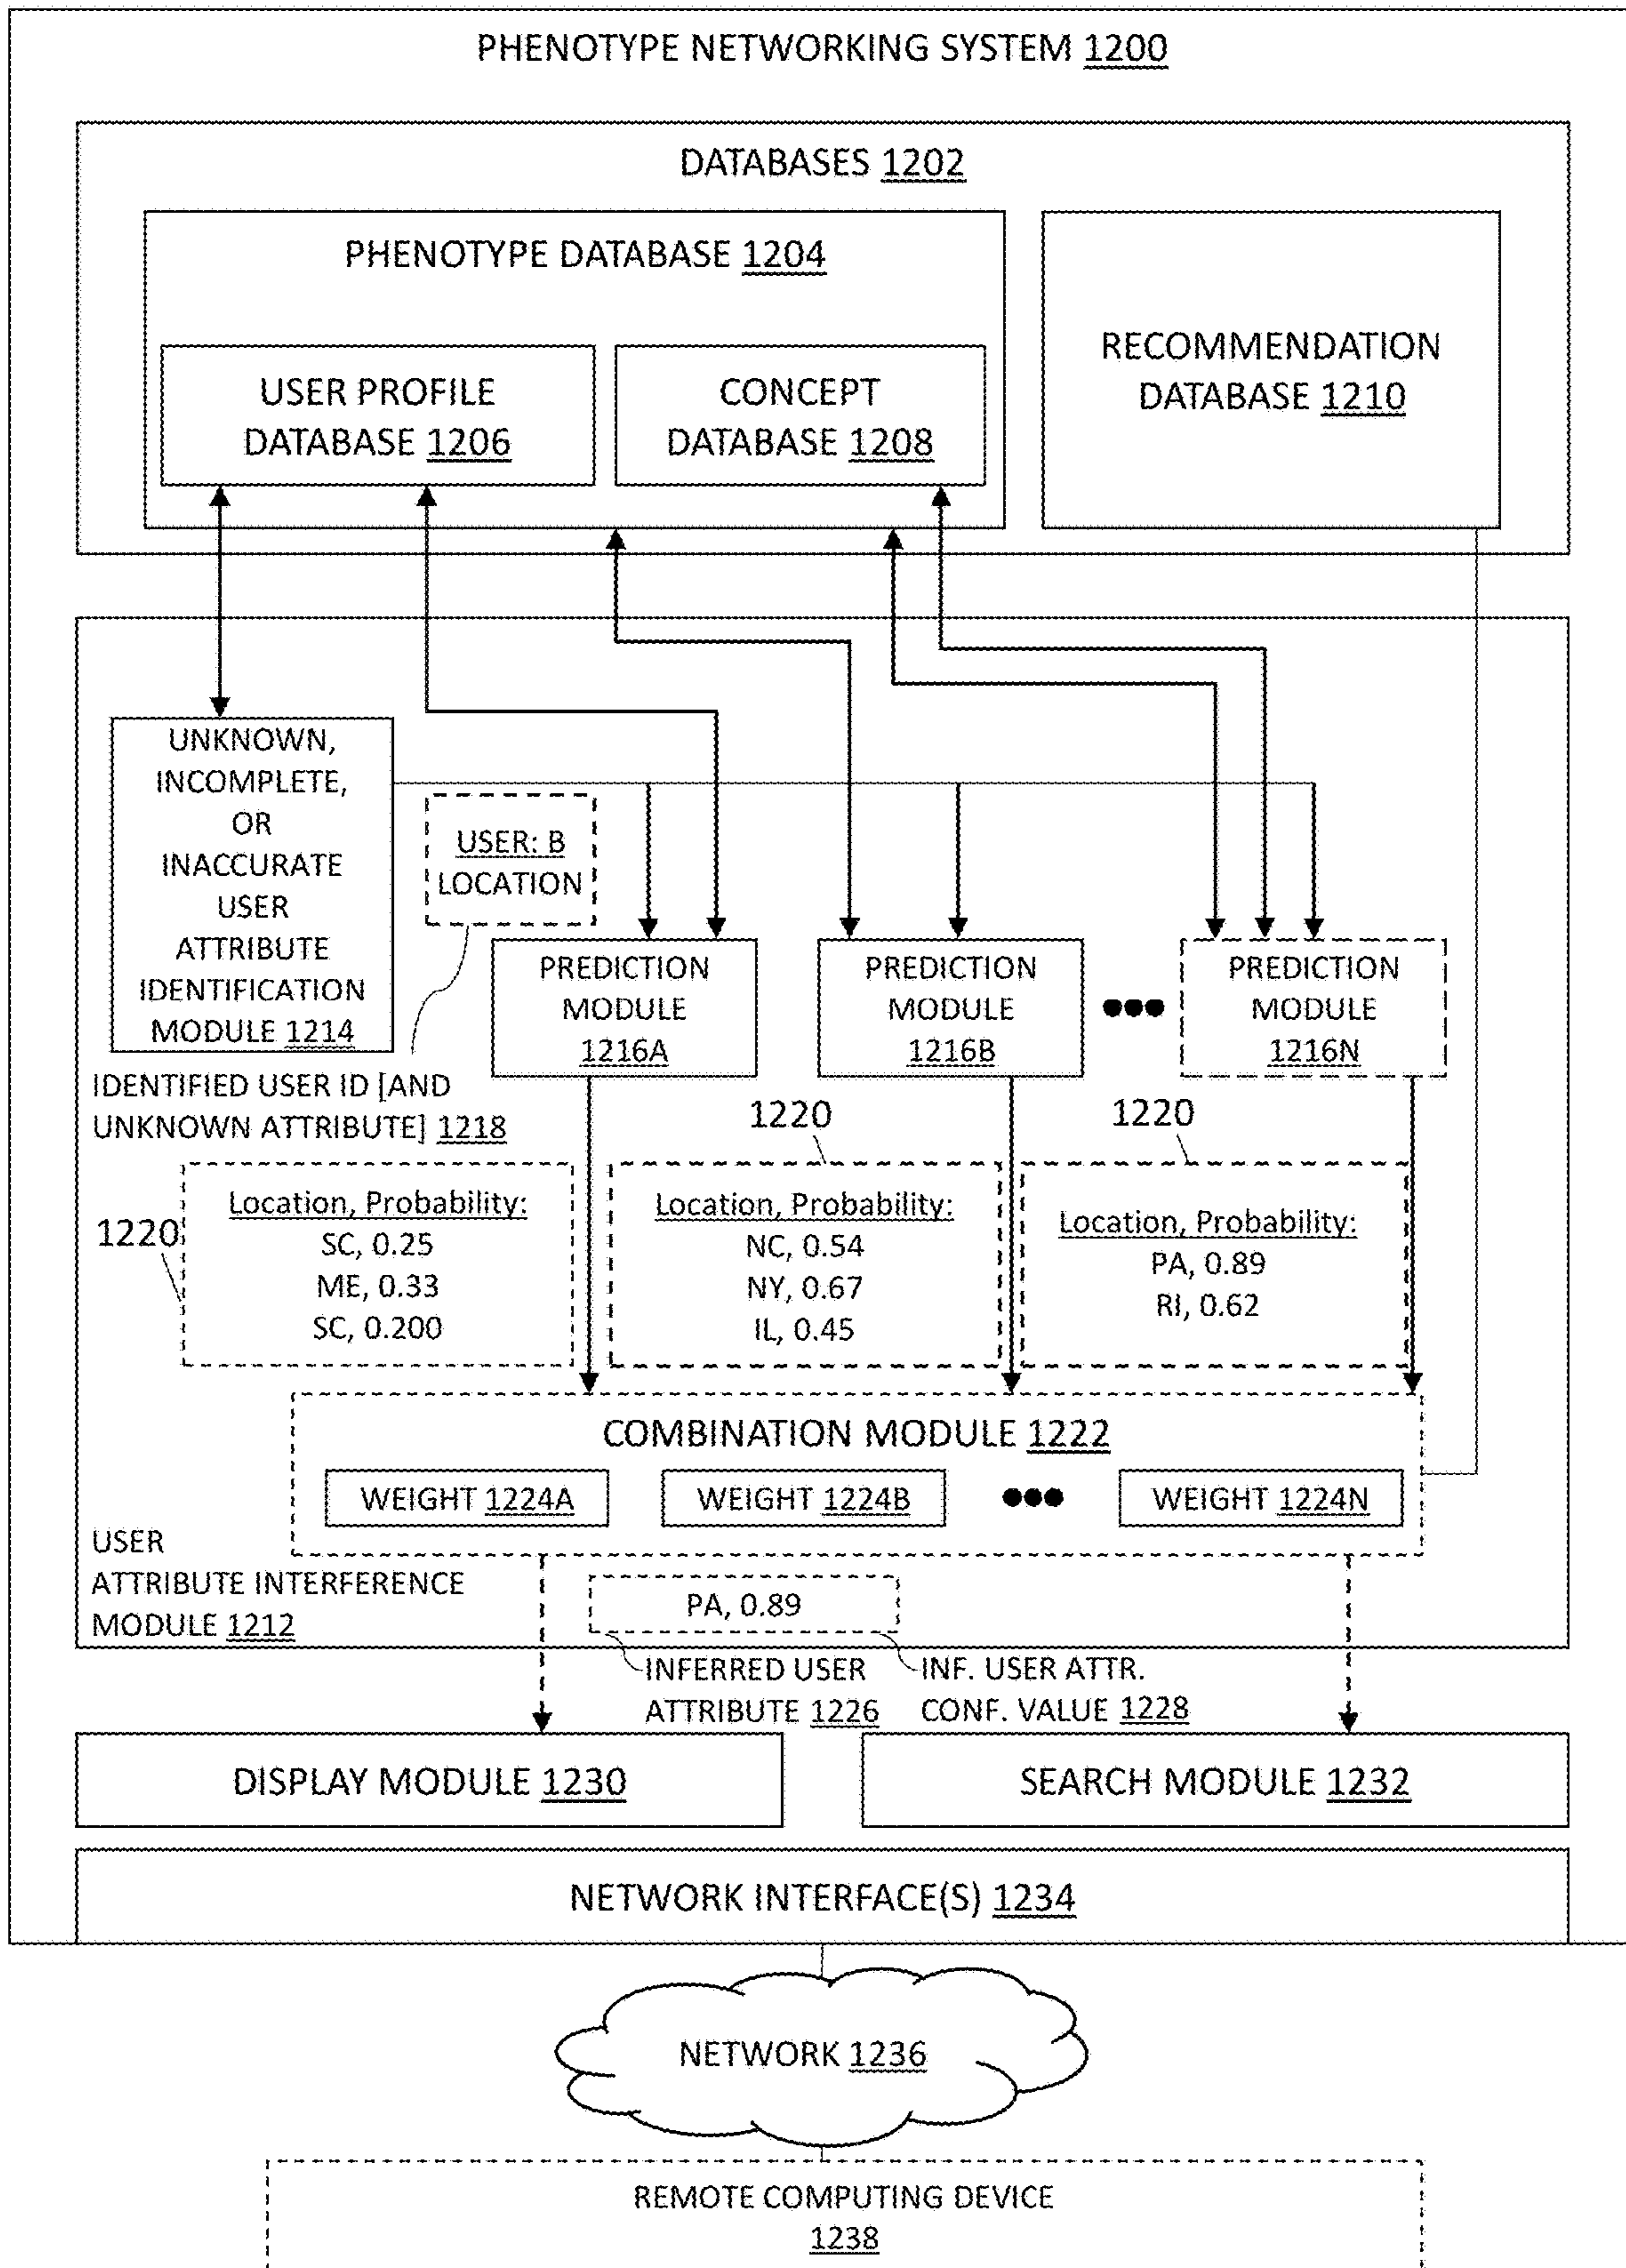 PHENOTYPE NETWORKING SYSTEM 1200
DATABASES 1202
PHENOTYPE DATABASE 1204
USER PROFILE
DATABASE 1206
CONCEPT
DATABASE 1208
RECOMMENDATION
DATABASE 1210
UNKNOWN,
INCOMPLETE,
OR
INACCURATE
USER
ATTRIBUTE
IDENTIFICATION
MODULE 1214
USER: B
LOCATION
PREDICTION
MODULE
1216A
PREDICTION
MODULE
1216B
PREDICTION
MODULE
1216N
IDENTIFIED USER ID [AND
UNKNOWN ATTRIBUTE] 1218
1220
Location, Probability:
SC, 0.25
ME, 0.33
SC, 0.200
1220
Location, Probability:
NC, 0.54
NY, 0.67
IL, 0.45
1220
Location, Probability:
PA, 0.89
RI, 0.62
COMBINATION MODULE 1222
WEIGHT 1224A
WEIGHT 1224B
WEIGHT 1224N
USER
ATTRIBUTE INTERFERENCE
MODULE 1212
PA, 0.89
INFERRED USER
ATTRIBUTE 1226
INF. USER ATTR.
CONF. VALUE 1228
DISPLAY MODULE 1230
SEARCH MODULE 1232
NETWORK INTERFACE(S) 1234
NETWORK 1236
REMOTE COMPUTING DEVICE
1238